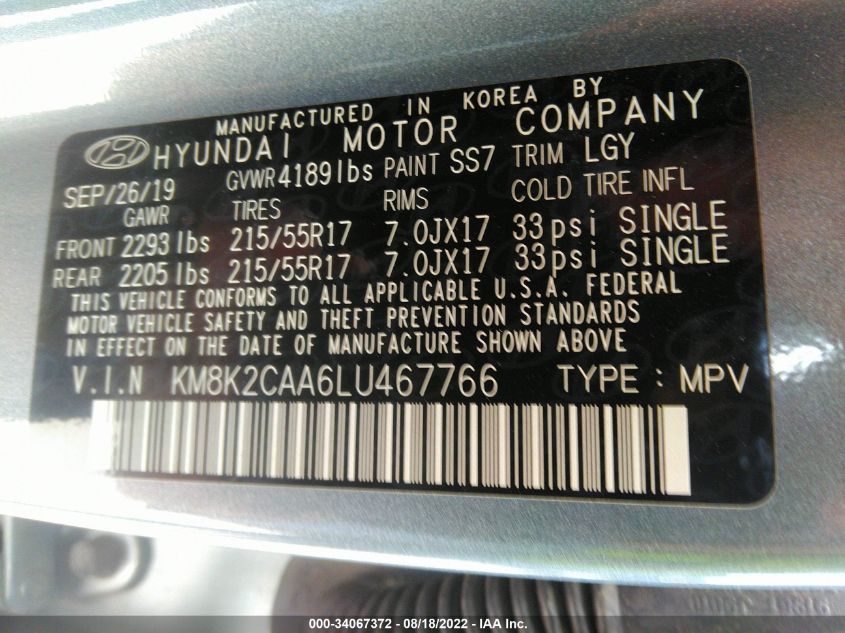 MANUFACTURED IN KOREA BY
HYUNDAI MOTOR COMPANY
SEP/26/19 GVWR 4189 lbs PAINT SS7 TRIM LGY
GAWR TIRES RIMS COLD TIRE INFL
FRONT 2293 lbs 215/55R17 7.0JX17 33psi SINGLE
REAR 2205 lbs 215/55R17 7.0JX17 33psi SINGLE
THIS VEHICLE CONFORMS TO ALL APPLICABLE U.S.A. FEDERAL
MOTOR VEHICLE SAFETY AND THEFT PREVENTION STANDARDS
IN EFFECT ON THE DATE OF MANUFACTURE SHOWN ABOVE
V.I.N KM8K2CAA6LU467766 TYPE : MPV
000-34067372 - 08/18/2022 - IAA Inc.